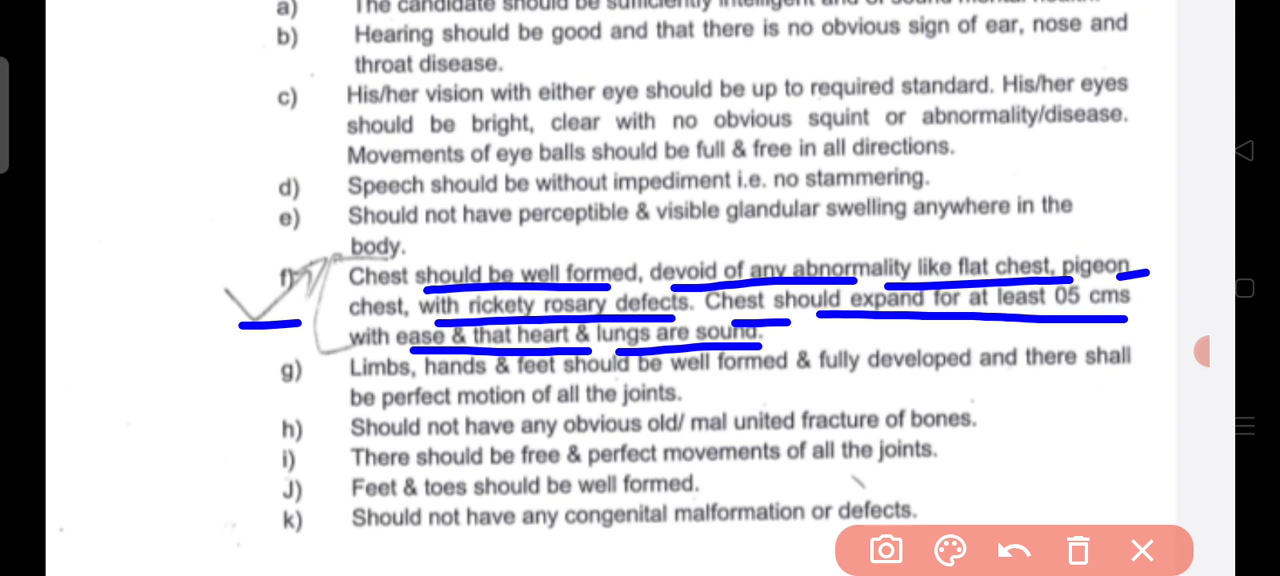 a) The candidate should be sufficiently intelligent and of sound mental health.
b) Hearing should be good and that there is no obvious sign of ear, nose and
throat disease.
c) His/her vision with either eye should be up to required standard. His/her eyes
should be bright, clear with no obvious squint or abnormality/disease.
Movements of eye balls should be full & free in all directions.
d) Speech should be without impediment i.e. no stammering.
e) Should not have perceptible & visible glandular swelling anywhere in the
body.
f) Chest should be well formed, devoid of any abnormality like flat chest, pigeon
chest, with rickety rosary defects. Chest should expand for at least 05 cms
with ease & that heart & lungs are sound.
g) Limbs, hands & feet should be well formed & fully developed and there shall
be perfect motion of all the joints.
h) Should not have any obvious old/ mal united fracture of bones.
i) There should be free & perfect movements of all the joints.
J) Feet & toes should be well formed.
k) Should not have any congenital malformation or defects.